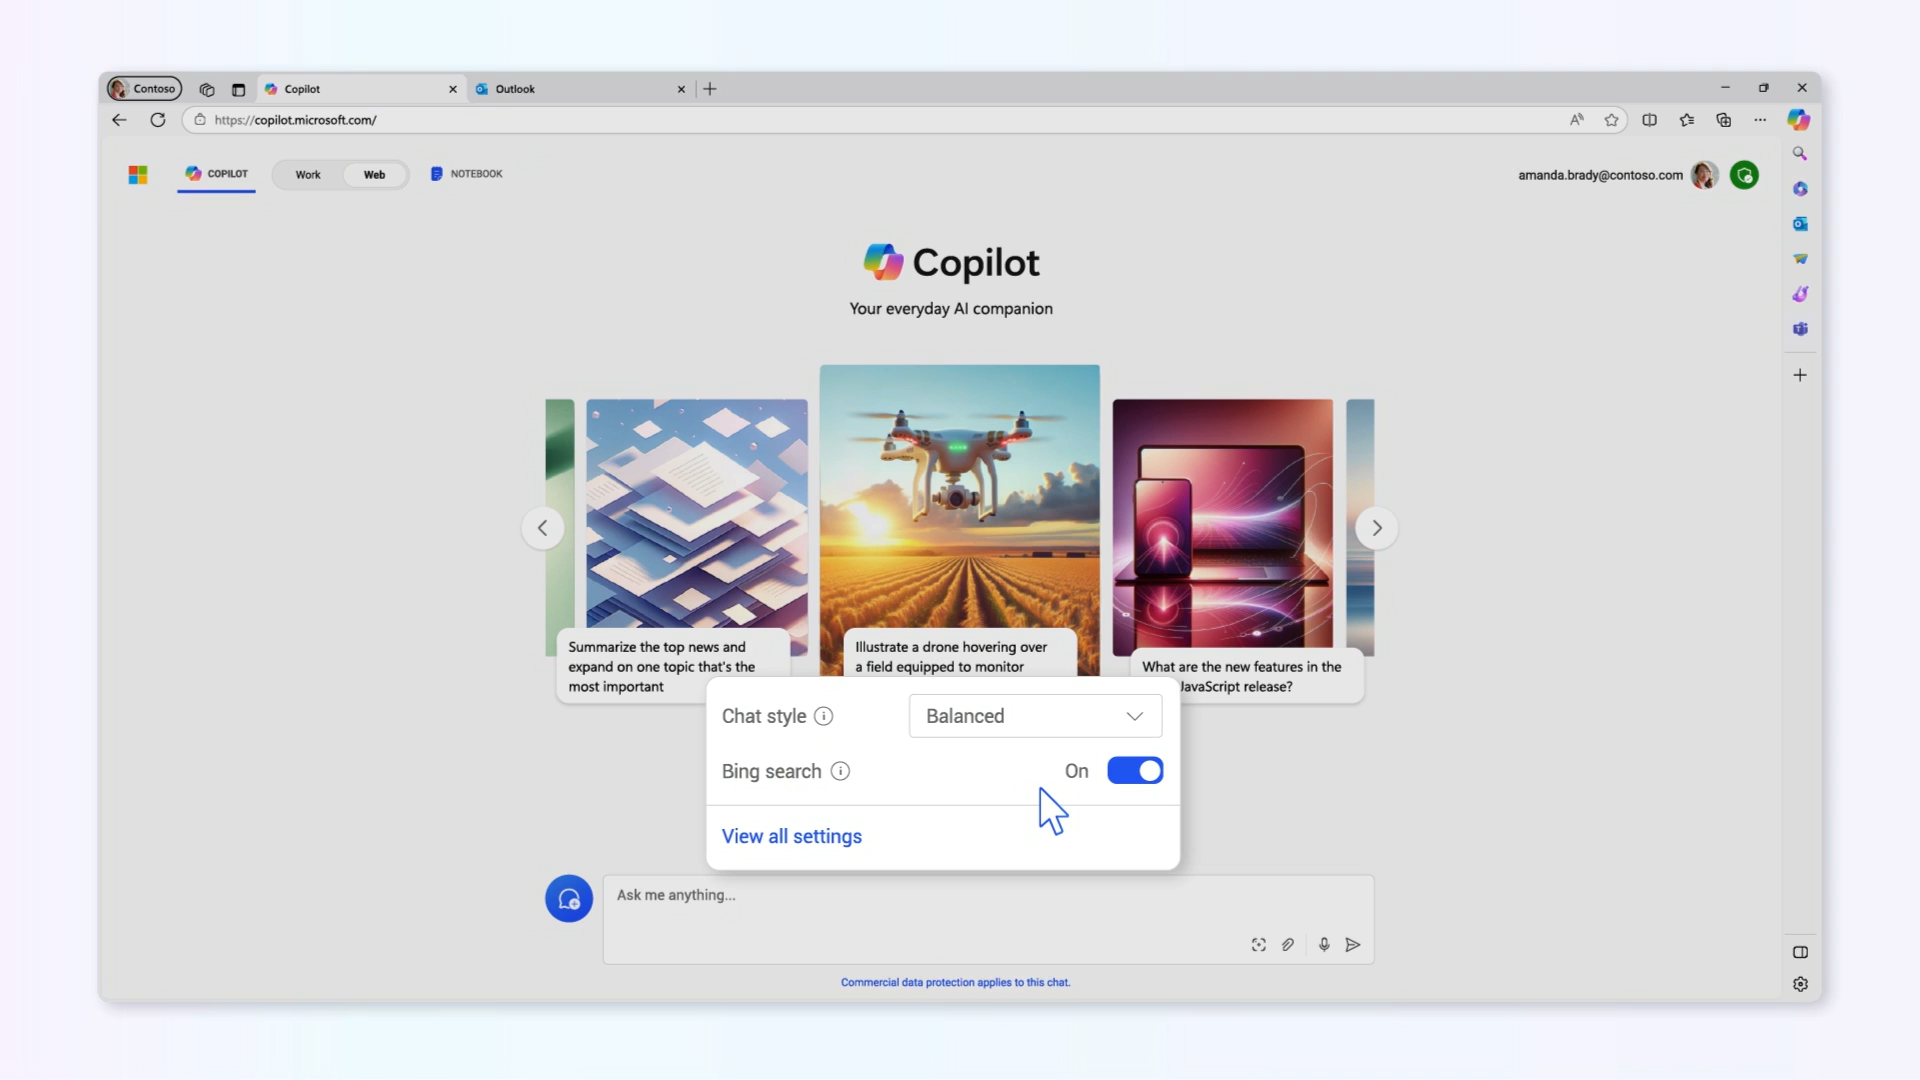 Contoso
Copilot
Outlook
https://copilot.microsoft.com/
COPILOT
Work
Web
NOTEBOOK
amanda.brady@contoso.com
Copilot
Your everyday AI companion
Summarize the top news and
expand on one topic that's the
most important
Illustrate a drone hovering over
a field equipped to monitor
What are the new features in the
JavaScript release?
Chat style
Balanced
Bing search
On
View all settings
Ask me anything...
Commercial data protection applies to this chat.